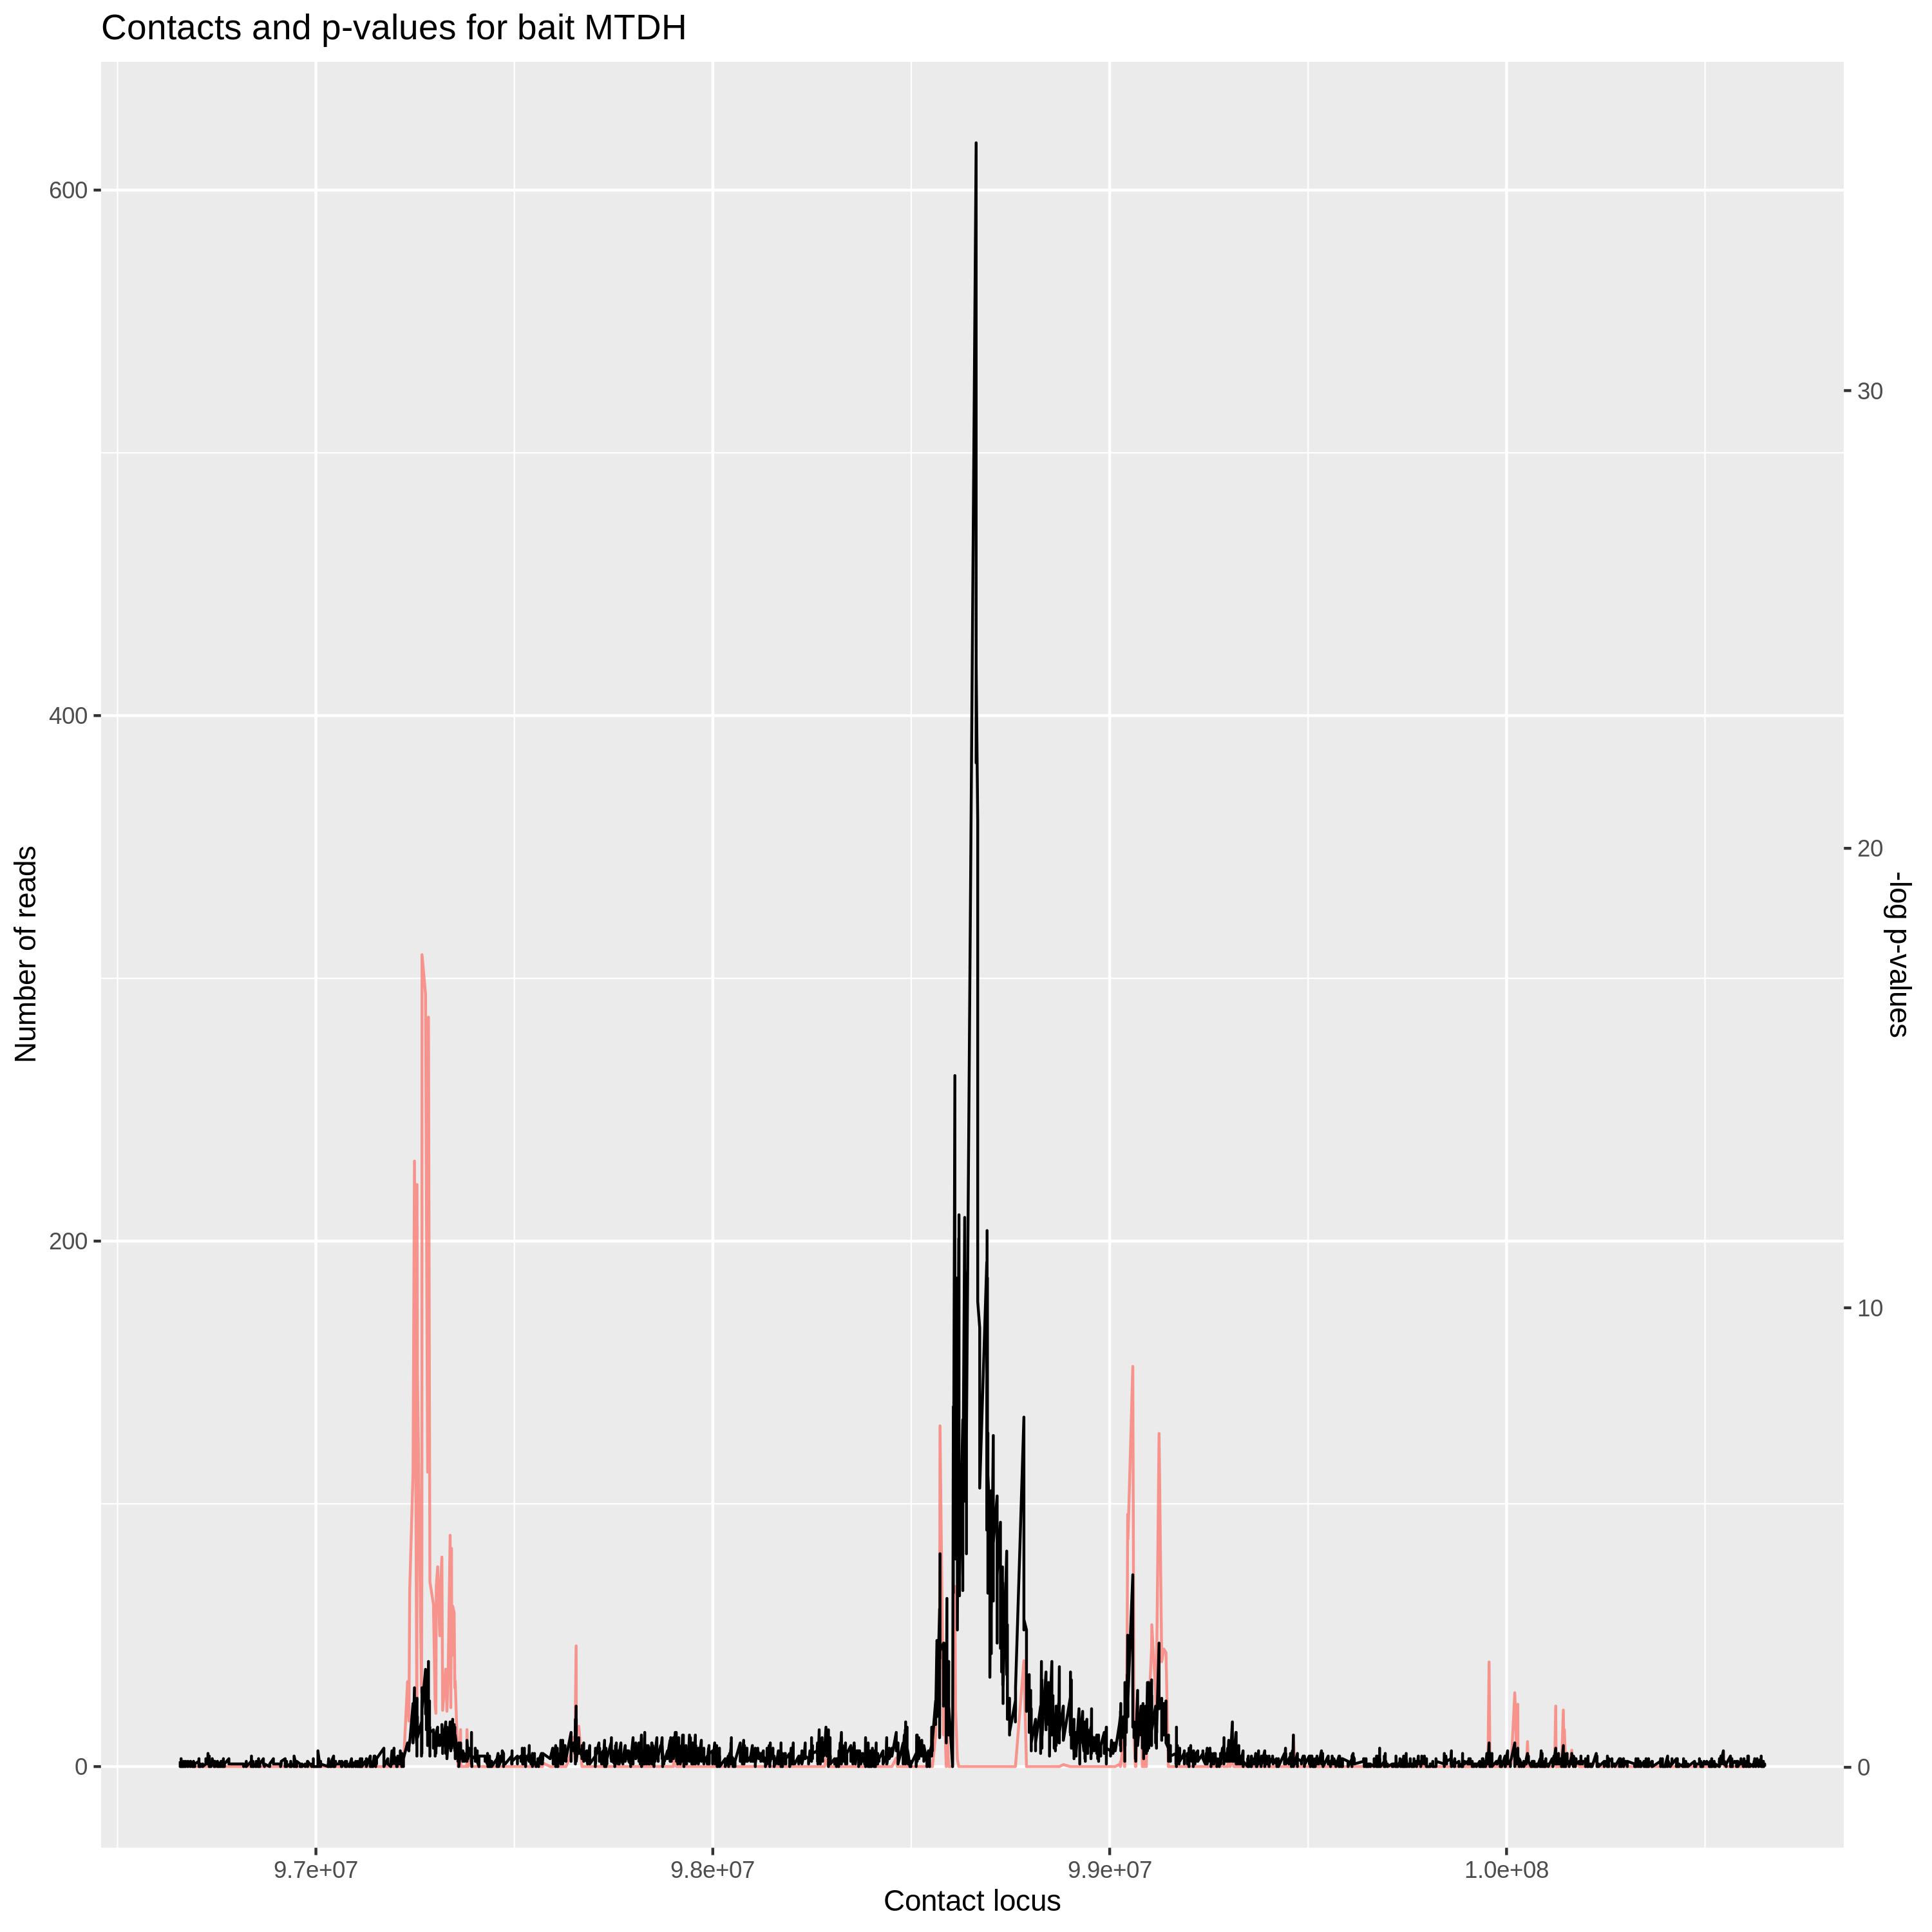 Contacts and p-values for bait MTDH
600
400
200
0
Number of reads
30
20
10
0
-log p-values
9.7e+07
9.8e+07
9.9e+07
1.0e+08
Contact locus